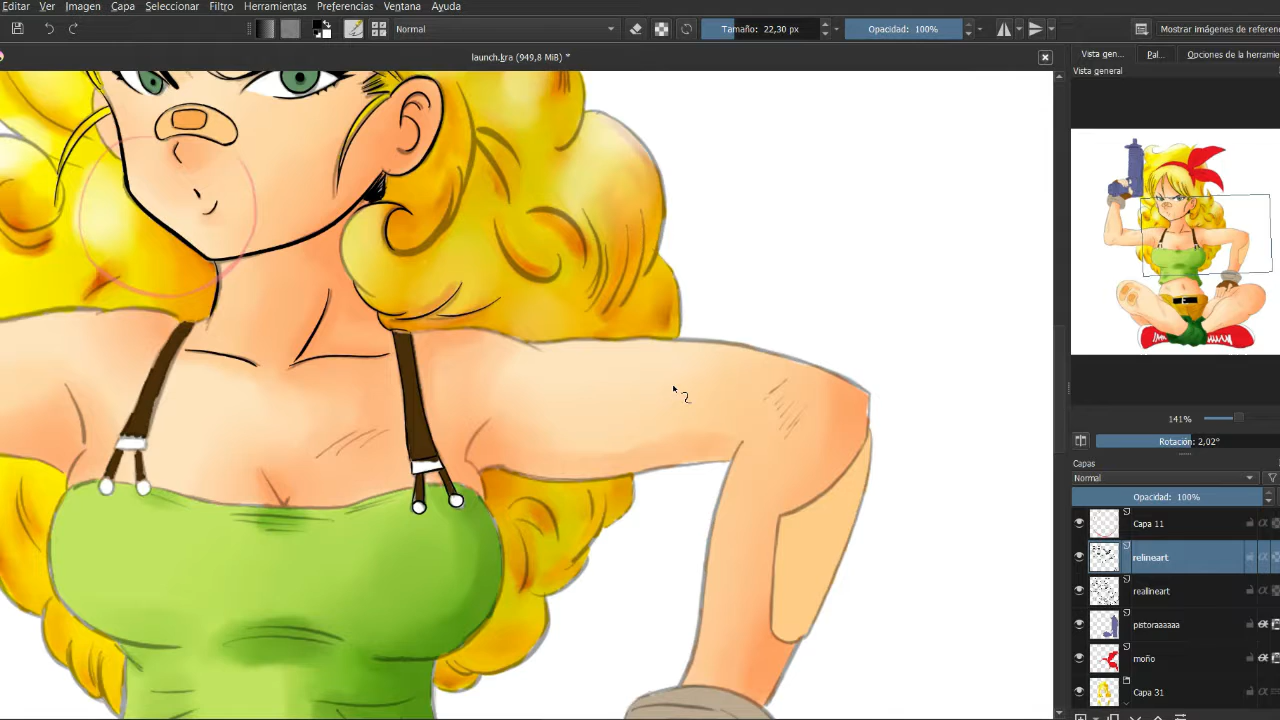 Editar Ver Imagen Capa Seleccionar Filtro Herramientas Preferencias Ventana Ayuda
Normal Tamaño: 22,30 px Opacidad: 100% Mostrar imágenes de referen
launch.kra (949,8 MiB) *
Vista gen... Pal... Opciones de la herramie
Vista general
141%
Rotación: 2,02°
Capas
Normal
Opacidad: 100%
Capa 11
relineart
realineart
pistoraaaaaa
moño
Capa 31